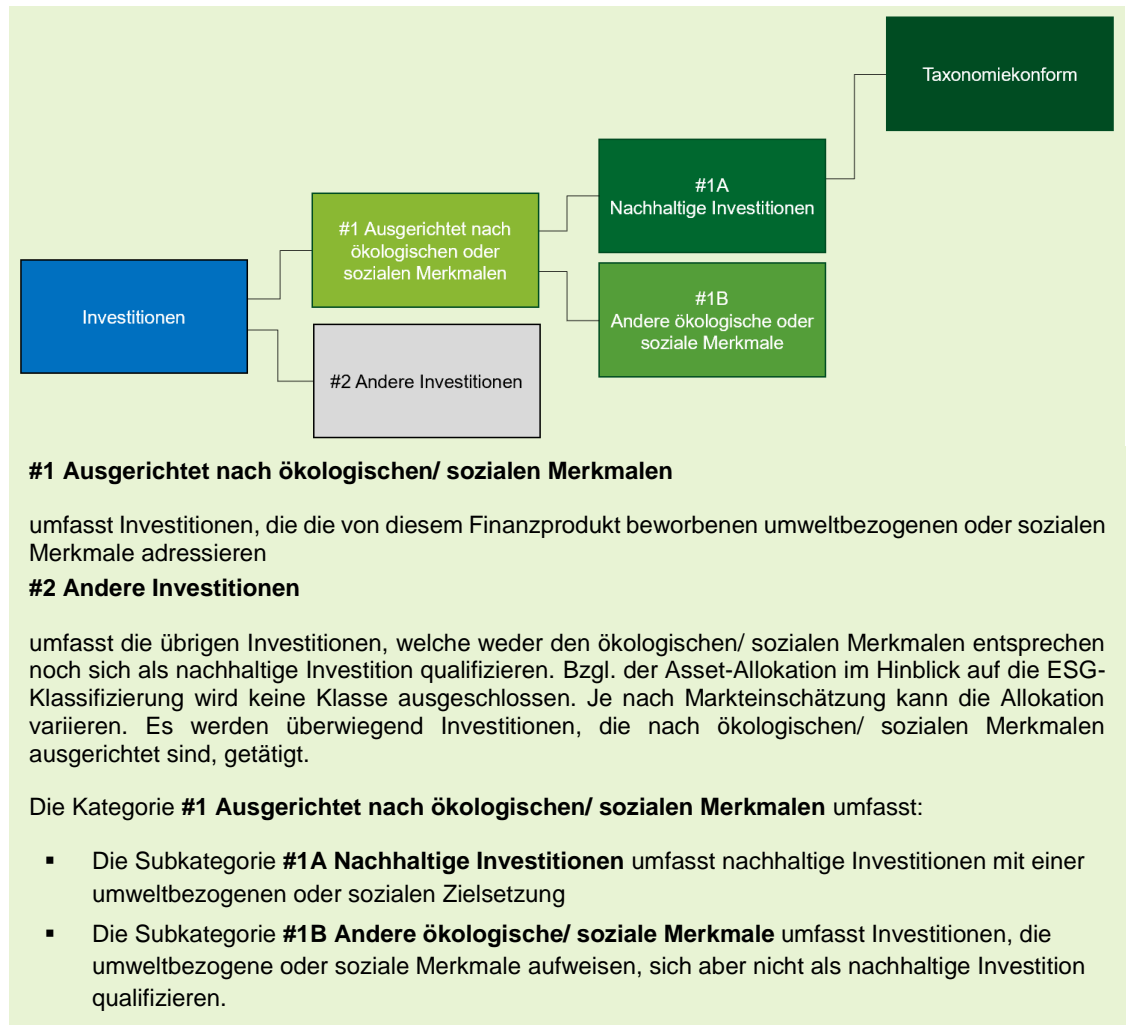 Taxonomiekonform
#1A
Nachhaltige Investitionen
#1 Ausgerichtet nach
ökologischen oder
sozialen Merkmalen
#1B
Andere ökologische oder
soziale Merkmale
Investitionen
#2 Andere Investitionen
#1 Ausgerichtet nach ökologischen/ sozialen Merkmalen
umfasst Investitionen, die die von diesem Finanzprodukt beworbenen umweltbezogenen oder sozialen
Merkmale adressieren
#2 Andere Investitionen
umfasst die übrigen Investitionen, welche weder den ökologischen/ sozialen Merkmalen entsprechen
noch sich als nachhaltige Investition qualifizieren. Bzgl. der Asset-Allokation im Hinblick auf die ESG-
Klassifizierung wird keine Klasse ausgeschlossen. Je nach Markteinschätzung kann die Allokation
variieren. Es werden überwiegend Investitionen, die nach ökologischen/ sozialen Merkmalen
ausgerichtet sind, getätigt.
Die Kategorie #1 Ausgerichtet nach ökologischen/ sozialen Merkmalen umfasst:
▪ Die Subkategorie #1A Nachhaltige Investitionen umfasst nachhaltige Investitionen mit einer
umweltbezogenen oder sozialen Zielsetzung
▪ Die Subkategorie #1B Andere ökologische/ soziale Merkmale umfasst Investitionen, die
umweltbezogene oder soziale Merkmale aufweisen, sich aber nicht als nachhaltige Investition
qualifizieren.